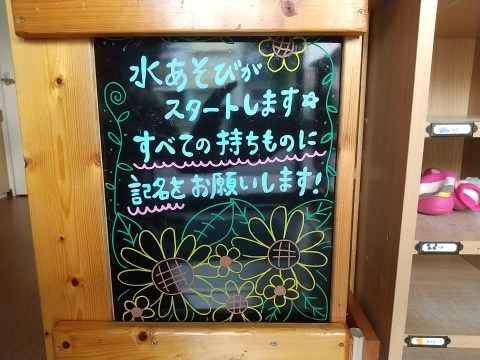 水あそびが
スタートします☆
すべての持ちものに
記名をお願いします!